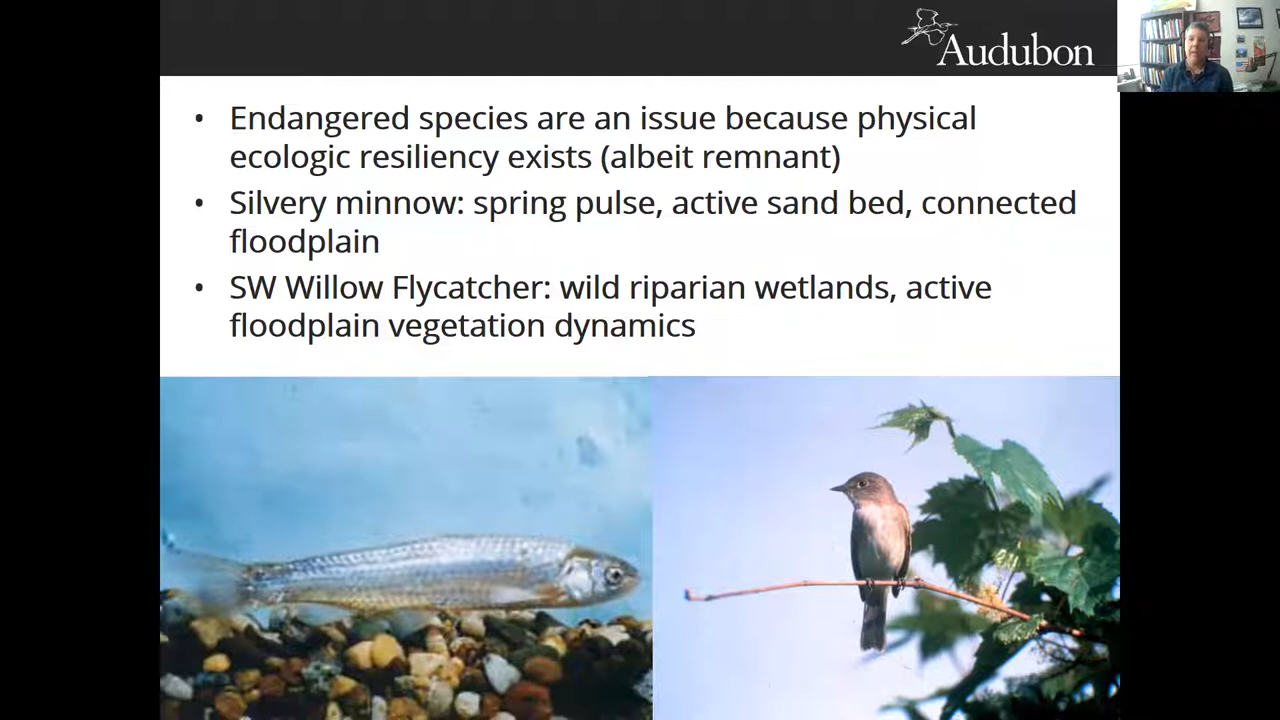 Audubon
• Endangered species are an issue because physical
ecologic resiliency exists (albeit remnant)
• Silvery minnow: spring pulse, active sand bed, connected
floodplain
• SW Willow Flycatcher: wild riparian wetlands, active
floodplain vegetation dynamics